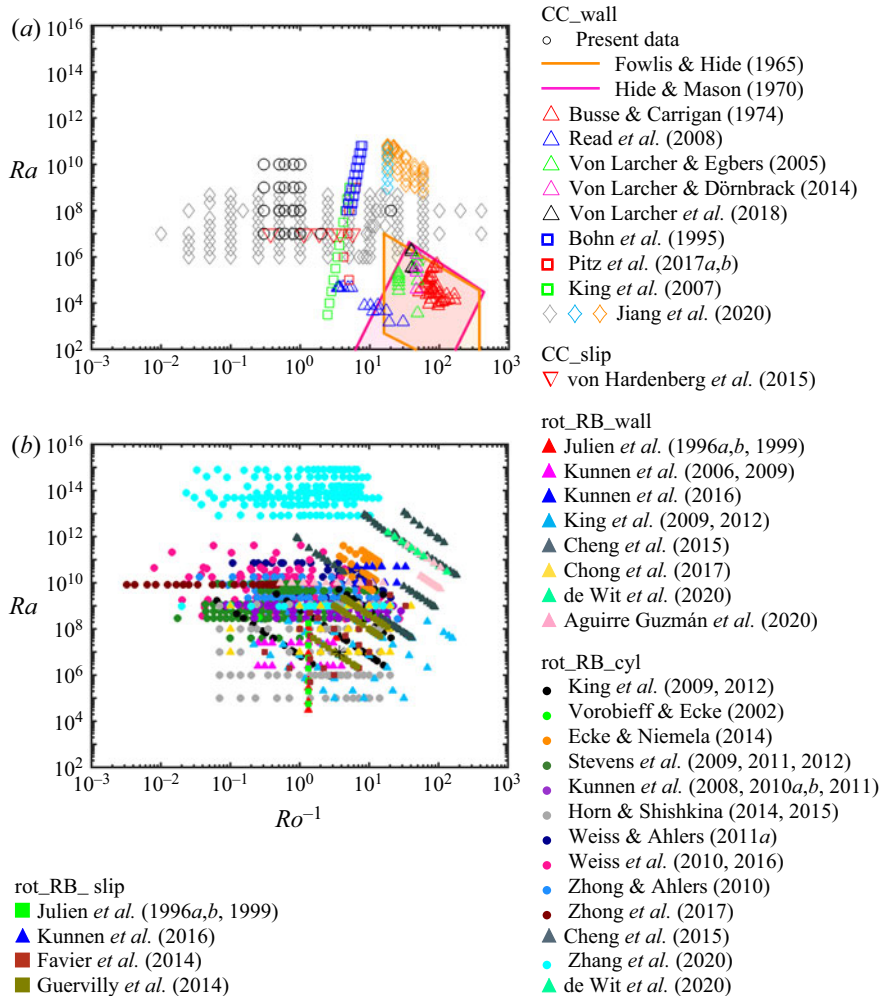 (a)
10^16
10^14
10^12
10^10
10^8
10^6
10^4
10^2
Ra
10^−3 10^−2 10^−1 10^0 10^1 10^2 10^3
CC_wall
Present data
Fowlis & Hide (1965)
Hide & Mason (1970)
Busse & Carrigan (1974)
Read et al. (2008)
Von Larcher & Egbers (2005)
Von Larcher & Dörnbrack (2014)
Von Larcher et al. (2018)
Bohn et al. (1995)
Pitz et al. (2017a,b)
King et al. (2007)
Jiang et al. (2020)
CC_slip
von Hardenberg et al. (2015)
(b)
10^16
10^14
10^12
10^10
10^8
10^6
10^4
10^2
Ra
10^−3 10^−2 10^−1 10^0 10^1 10^2 10^3
Ro^−1
rot_RB_wall
Julien et al. (1996a,b, 1999)
Kunnen et al. (2006, 2009)
Kunnen et al. (2016)
King et al. (2009, 2012)
Cheng et al. (2015)
Chong et al. (2017)
de Wit et al. (2020)
Aguirre Guzmán et al. (2020)
rot_RB_cyl
King et al. (2009, 2012)
Vorobieff & Ecke (2002)
Ecke & Niemela (2014)
Stevens et al. (2009, 2011, 2012)
Kunnen et al. (2008, 2010a,b, 2011)
Horn & Shishkina (2014, 2015)
Weiss & Ahlers (2011a)
Weiss et al. (2010, 2016)
Zhong & Ahlers (2010)
Zhong et al. (2017)
Cheng et al. (2015)
Zhang et al. (2020)
de Wit et al. (2020)
rot_RB_ slip
Julien et al. (1996a,b, 1999)
Kunnen et al. (2016)
Favier et al. (2014)
Guervilly et al. (2014)